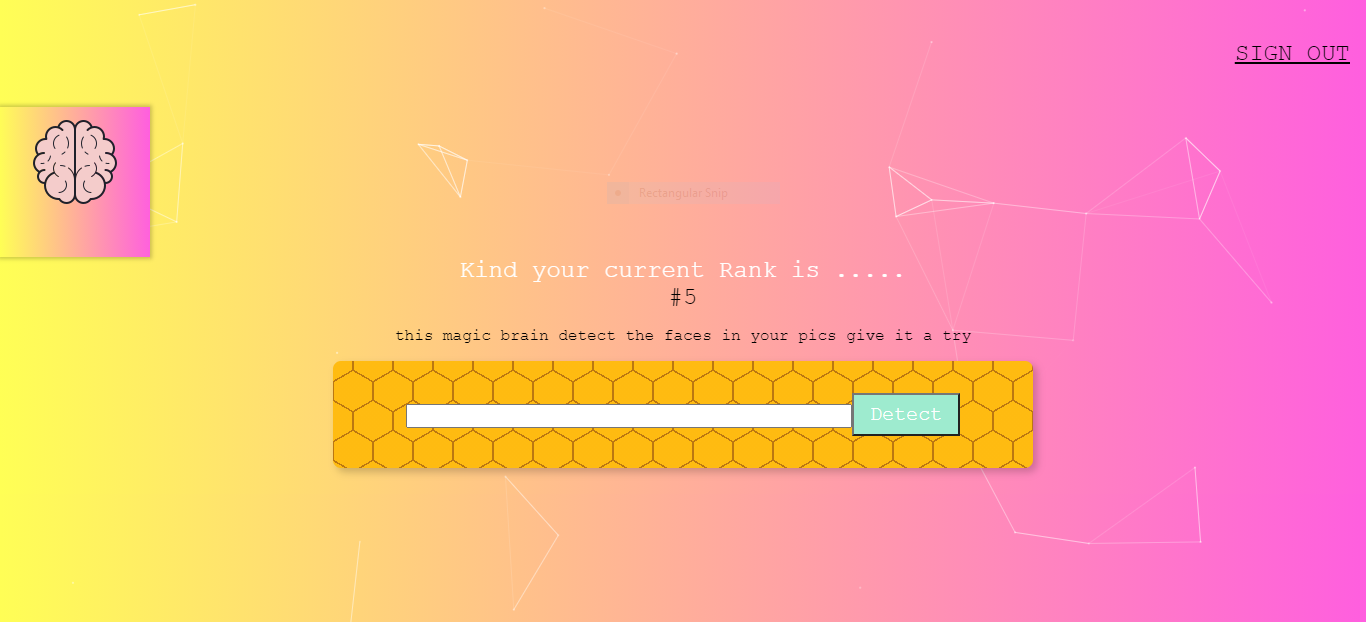 SIGN OUT
Rectangular Snip
Kind your current Rank is .....
#5
this magic brain detect the faces in your pics give it a try
Detect